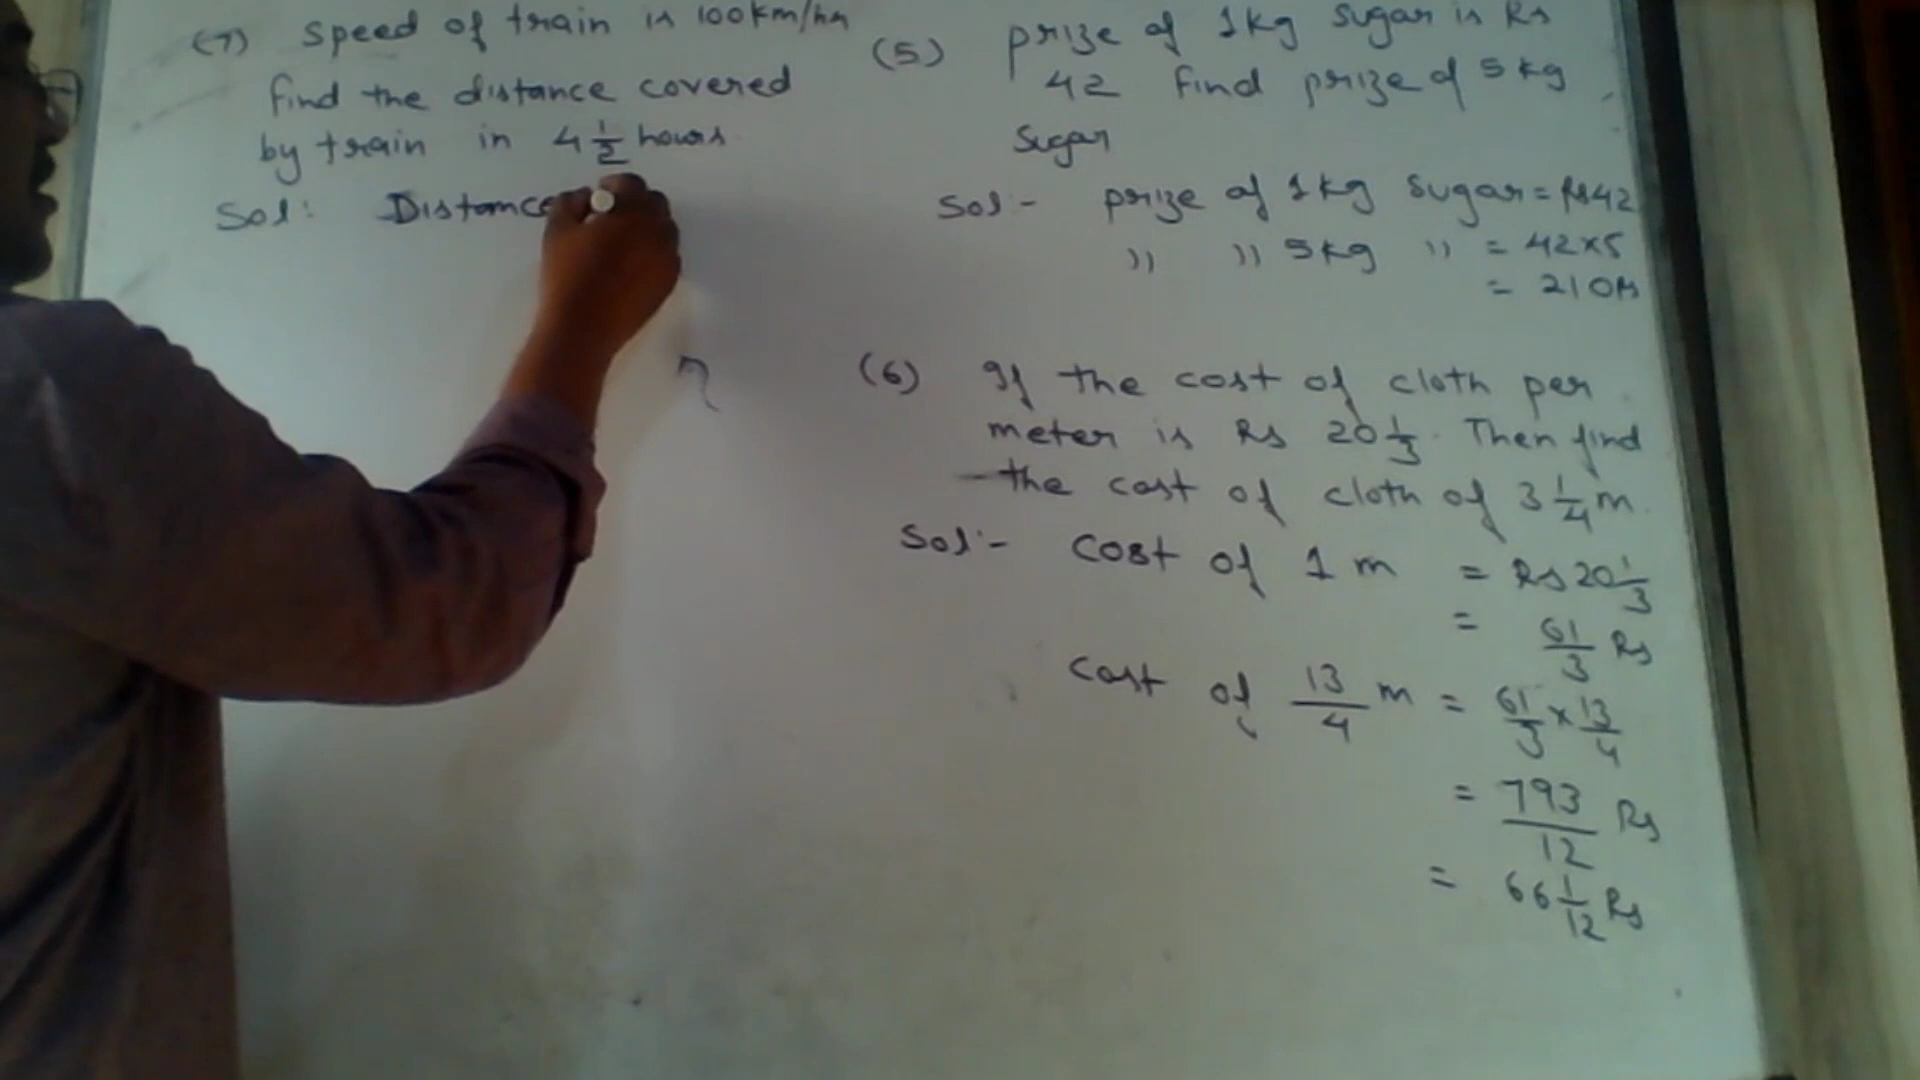 (7) Speed of train is 100km/hr
find the distance covered
by train in 4 1/2 hours
Sol: Distance
(5) prize of 1kg Sugar is Rs
42 find prize of 5kg
Sugar
Sol:- prize of 1kg Sugar = Rs42
" " 5kg " = 42x5
= 210Rs
(6) If the cost of cloth per
meter is Rs 20 1/3. Then find
the cost of cloth of 3 1/4 m.
Sol:- Cost of 1 m = Rs 20 1/3
= 61/3 Rs
Cost of 13/4 m = 61/3 x 13/4
= 793/12 Rs
= 66 1/12 Rs